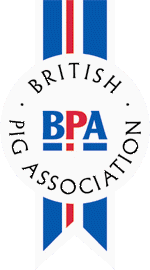 · BRITISH ·
BPA
PIG ASSOCIATION